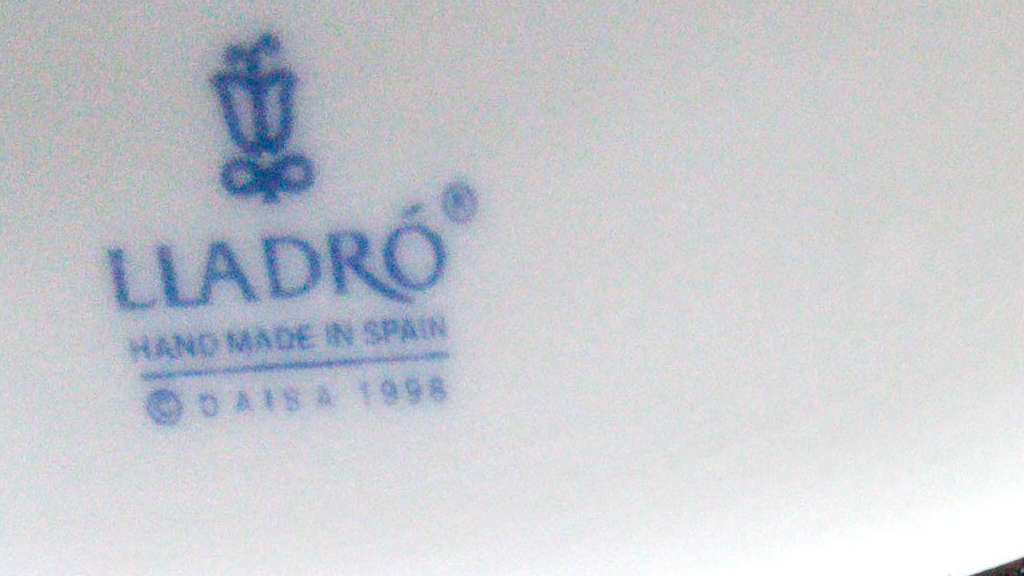 LLADRÓ®
HAND MADE IN SPAIN
© DAISA 1998